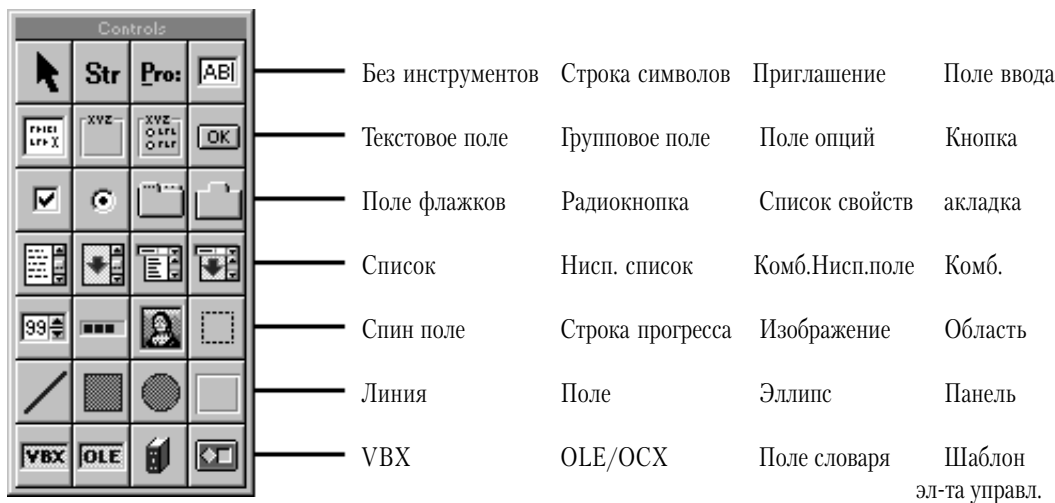 Controls
Str Pro: AB
Без инструментов Строка символов Приглашение Поле ввода
XYZ XYZ OK
Текстовое поле Групповое поле Поле опций Кнопка
Поле флажков Радиокнопка Список свойств акладка
Список Нисп. список Комб.Нисп.поле Комб.
99
Спин поле Строка прогресса Изображение Область
Линия Поле Эллипс Панель
VBX OLE
VBX OLE/OCX Поле словаря Шаблон
эл-та управл.